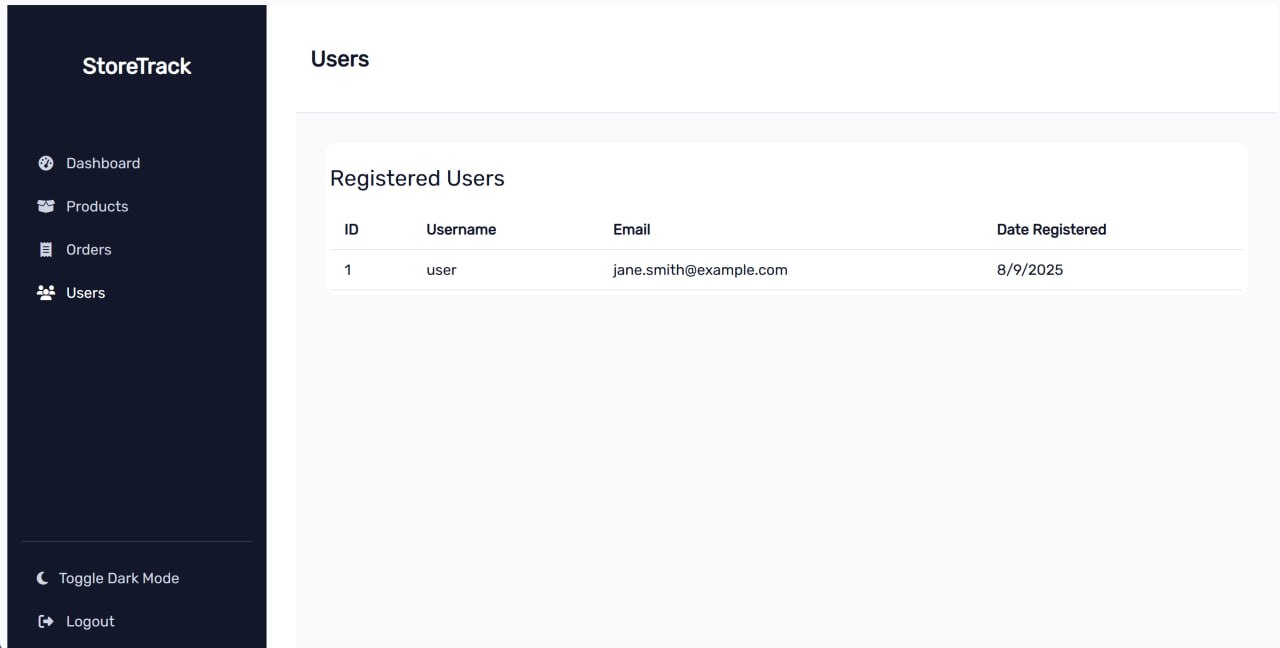 StoreTrack
Dashboard
Products
Orders
Users
Toggle Dark Mode
Logout
Users
Registered Users
ID Username Email Date Registered
1 user jane.smith@example.com 8/9/2025